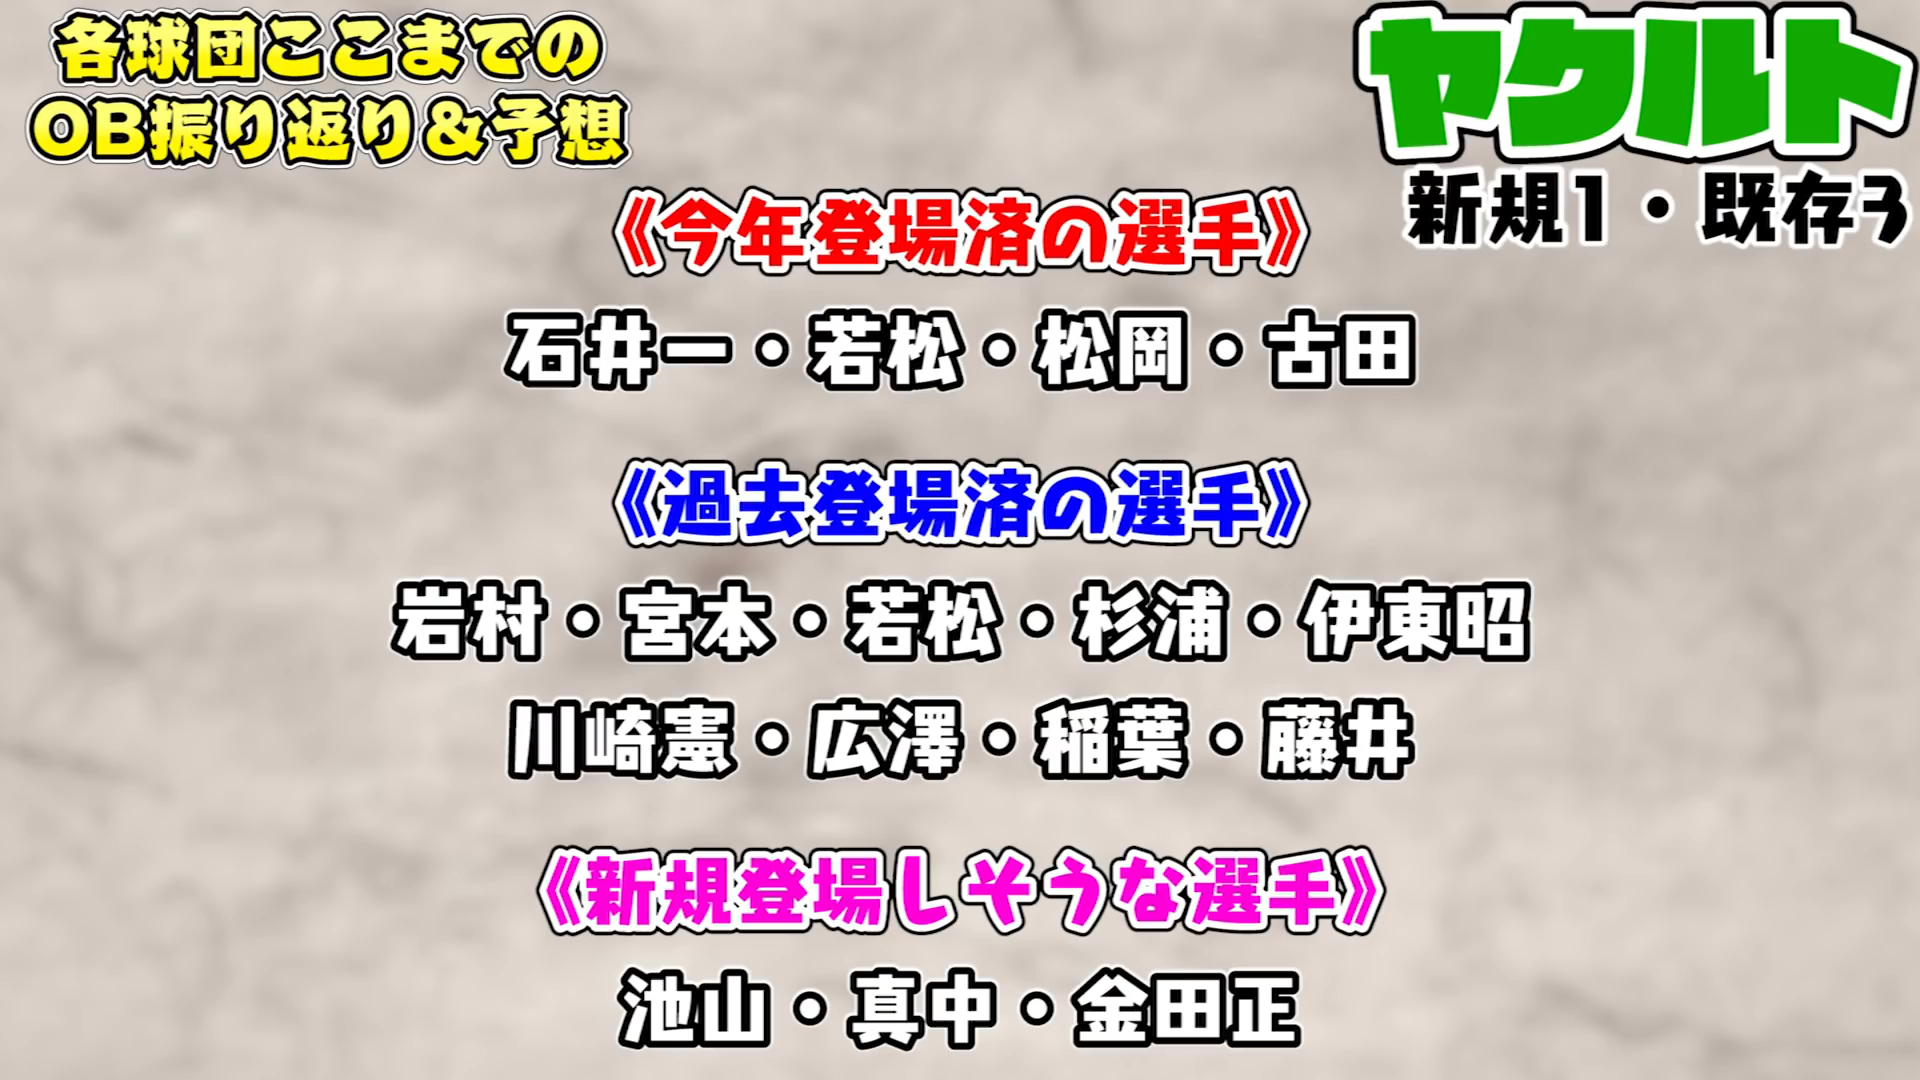 各球団ここまでの
OB振り返り&予想
ヤクルト
新規1・既存3
《今年登場済の選手》
石井一・若松・松岡・古田
《過去登場済の選手》
岩村・宮本・若松・杉浦・伊東昭
川崎憲・広澤・稲葉・藤井
《新規登場しそうな選手》
池山・真中・金田正